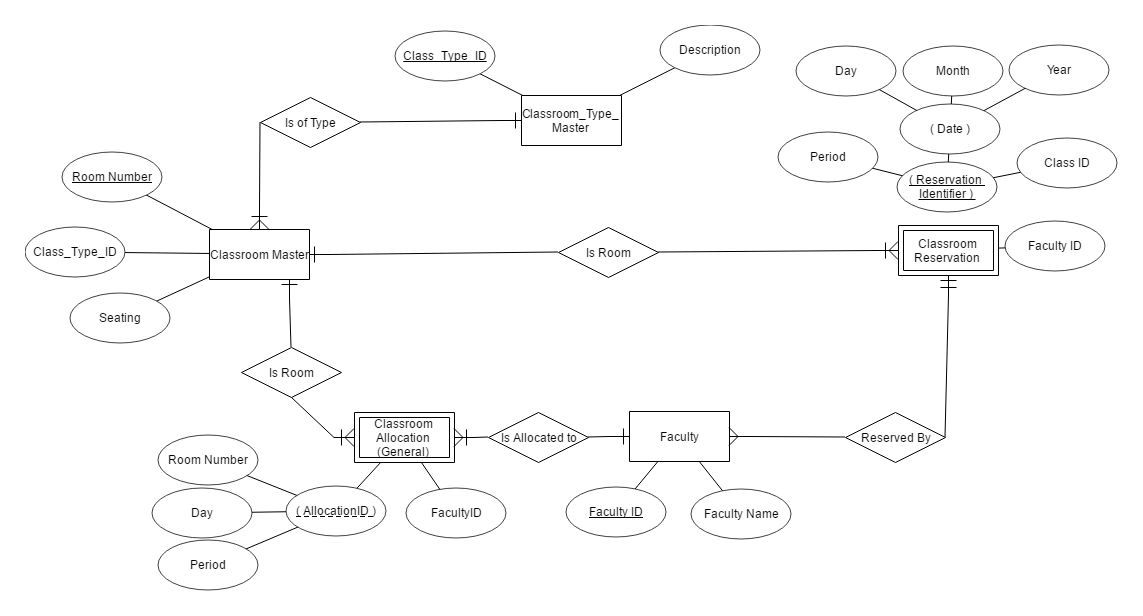 Class_Type_ID
Description
Day
Month
Year
Is of Type
Classroom_Type_
Master
( Date )
Period
( Reservation
Identifier )
Class ID
Room Number
Class_Type_ID
Classroom Master
Is Room
Classroom
Reservation
Faculty ID
Seating
Is Room
Classroom
Allocation
(General)
Is Allocated to
Faculty
Reserved By
Room Number
Day
( AllocationID )
FacultyID
Faculty ID
Faculty Name
Period